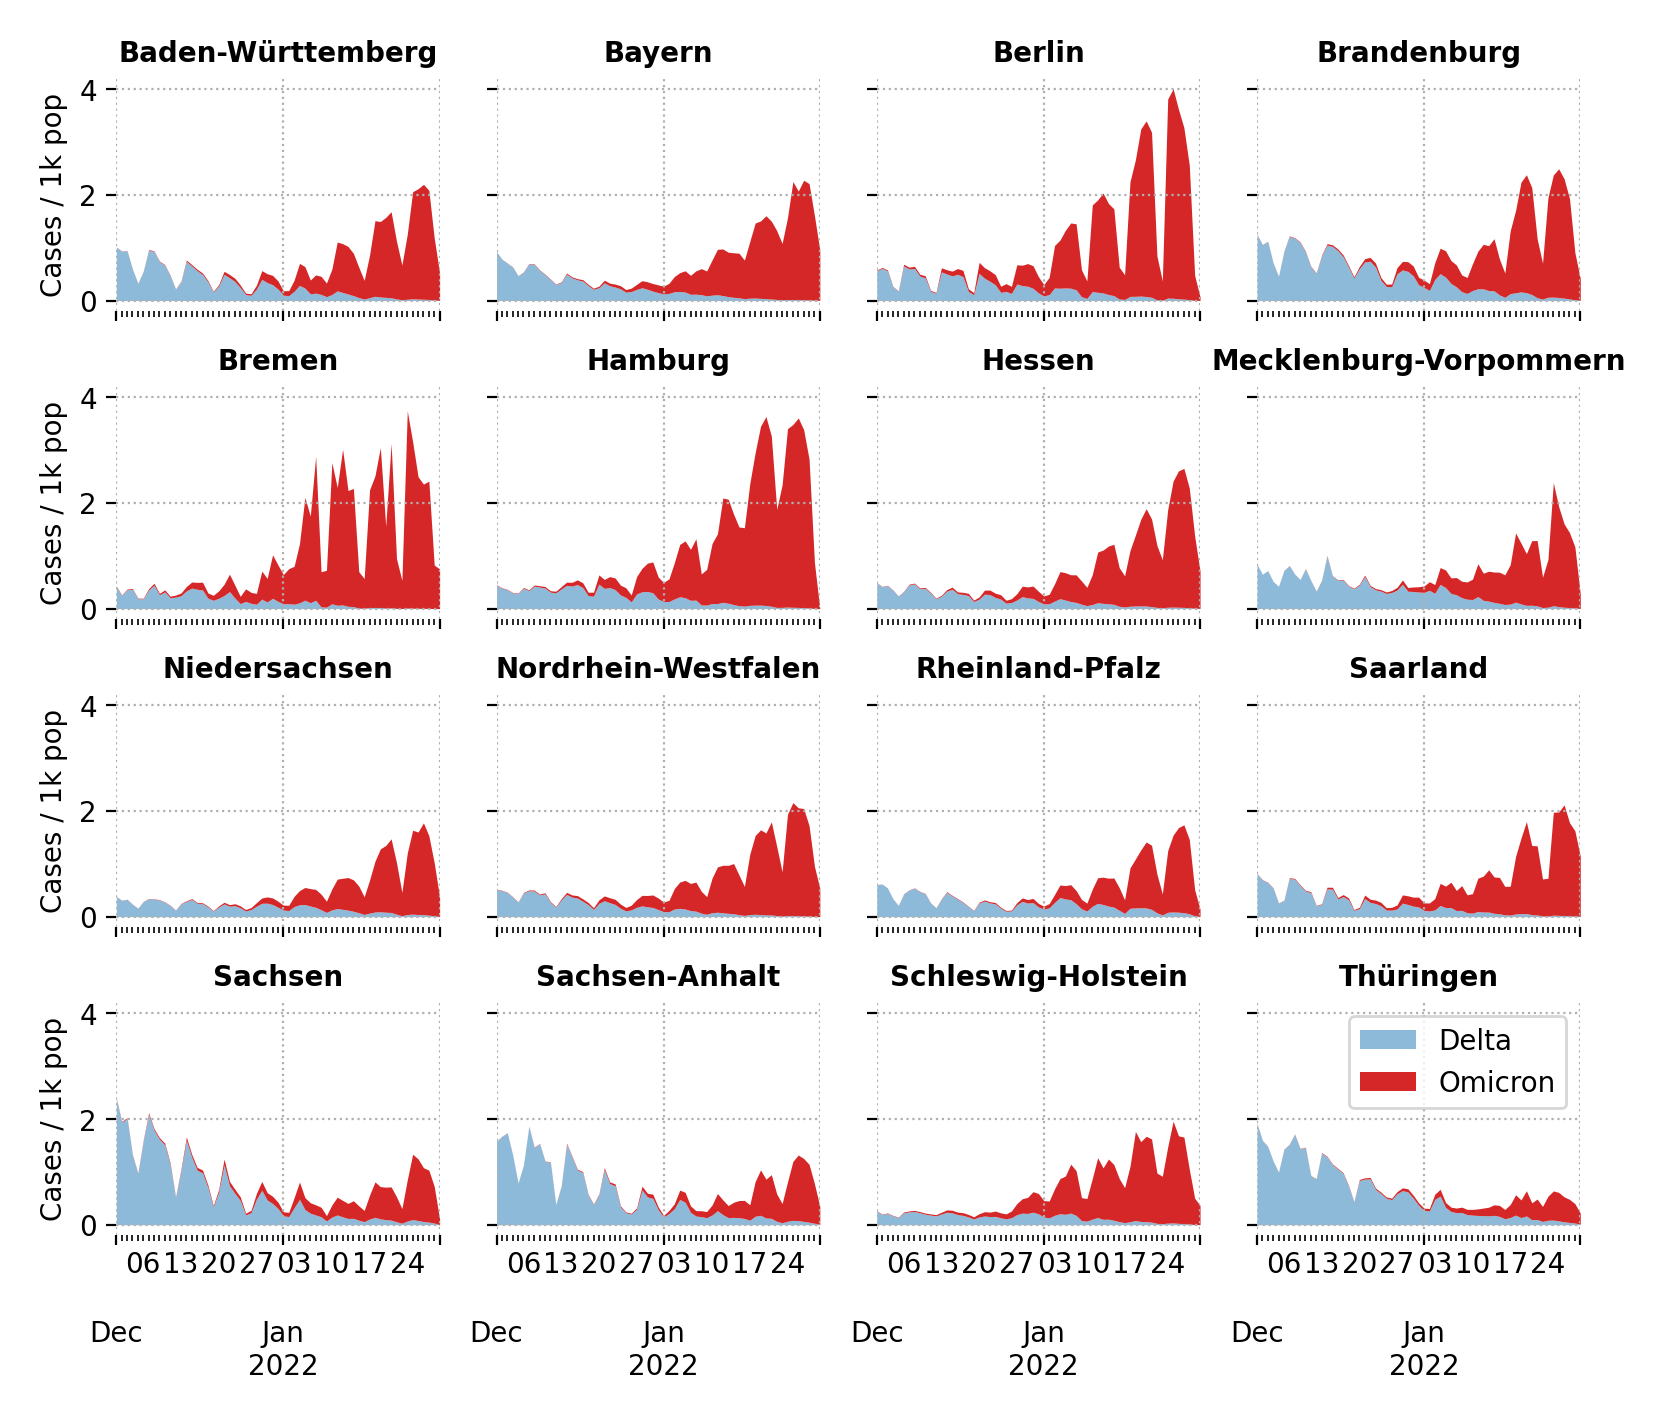 Baden-Württemberg
Bayern
Berlin
Brandenburg
Cases / 1k pop
4
2
0
Bremen
Hamburg
Hessen
Mecklenburg-Vorpommern
Cases / 1k pop
4
2
0
Niedersachsen
Nordrhein-Westfalen
Rheinland-Pfalz
Saarland
Cases / 1k pop
4
2
0
Sachsen
Sachsen-Anhalt
Schleswig-Holstein
Thüringen
Cases / 1k pop
4
2
0
Delta
Omicron
06 13 20 27 03 10 17 24
06 13 20 27 03 10 17 24
06 13 20 27 03 10 17 24
06 13 20 27 03 10 17 24
Dec
Jan
2022
Dec
Jan
2022
Dec
Jan
2022
Dec
Jan
2022